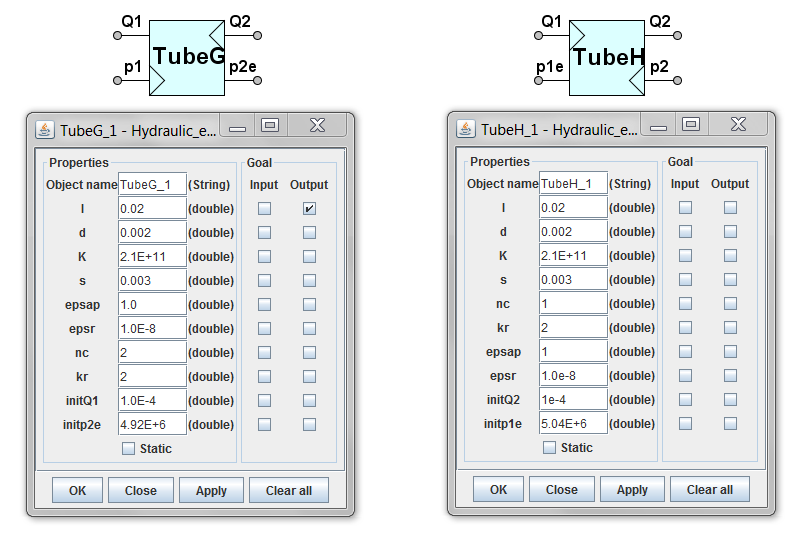 Q1 Q2
TubeG
p1 p2e
TubeG_1 - Hydraulic_e...
Properties Goal
Object name TubeG_1 (String) Input Output
l 0.02 (double)
d 0.002 (double)
K 2.1E+11 (double)
s 0.003 (double)
epsap 1.0 (double)
epsr 1.0E-8 (double)
nc 2 (double)
kr 2 (double)
initQ1 1.0E-4 (double)
initp2e 4.92E+6 (double)
Static
OK Close Apply Clear all
Q1 Q2
TubeH
p1e p2
TubeH_1 - Hydraulic_e...
Properties Goal
Object name TubeH_1 (String) Input Output
l 0.02 (double)
d 0.002 (double)
K 2.1E+11 (double)
s 0.003 (double)
nc 1 (double)
kr 2 (double)
epsap 1 (double)
epsr 1.0e-8 (double)
initQ2 1e-4 (double)
initp1e 5.04E+6 (double)
Static
OK Close Apply Clear all